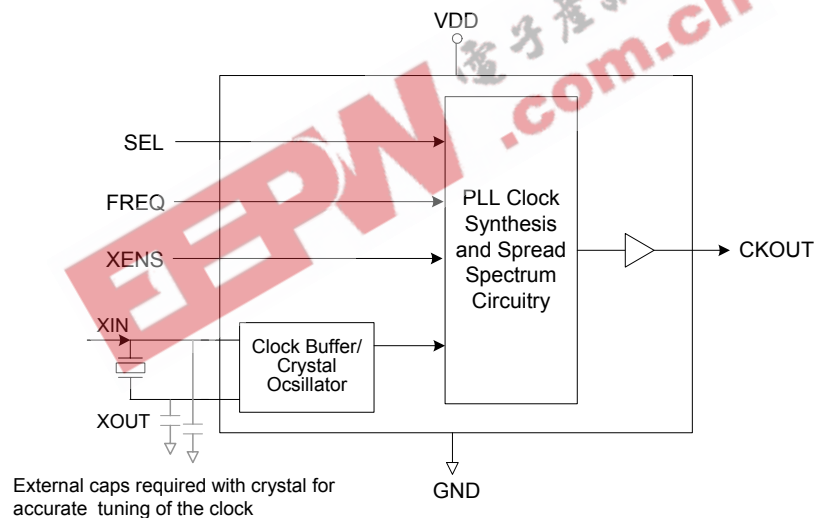 VDD
SEL
FREQ
XENS
XIN
XOUT
Clock Buffer/
Crystal
Ocsillator
PLL Clock
Synthesis
and Spread
Spectrum
Circuitry
CKOUT
GND
External caps required with crystal for
accurate tuning of the clock
EEPW
.com.cn